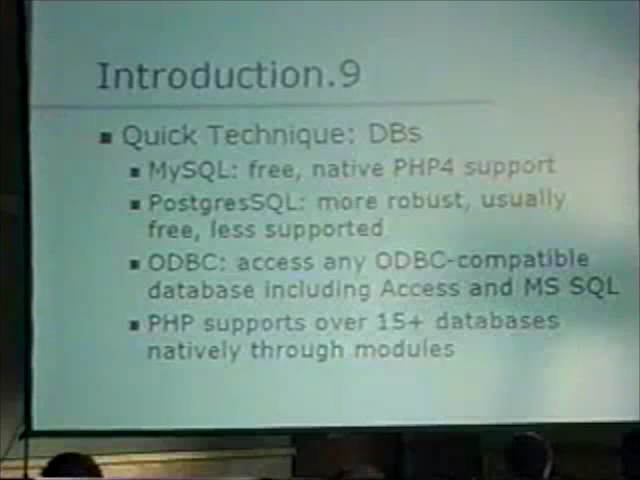 Introduction.9
Quick Technique: DBs
MySQL: free, native PHP4 support
PostgresSQL: more robust, usually
free, less supported
ODBC: access any ODBC-compatible
database including Access and MS SQL
PHP supports over 15+ databases
natively through modules